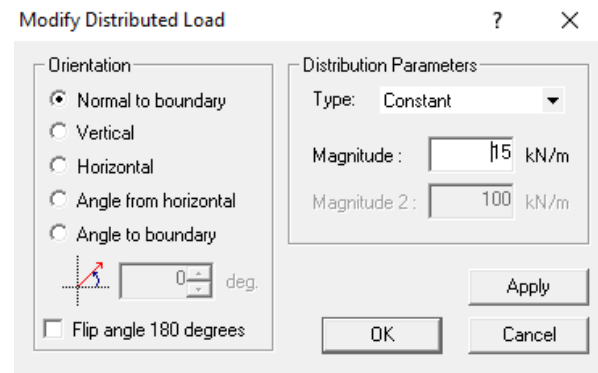 Modify Distributed Load ? ×
Orientation
Normal to boundary
Vertical
Horizontal
Angle from horizontal
Angle to boundary
0 deg.
Flip angle 180 degrees
Distribution Parameters
Type: Constant
Magnitude : 15 kN/m
Magnitude 2 : 100 kN/m
Apply
OK Cancel